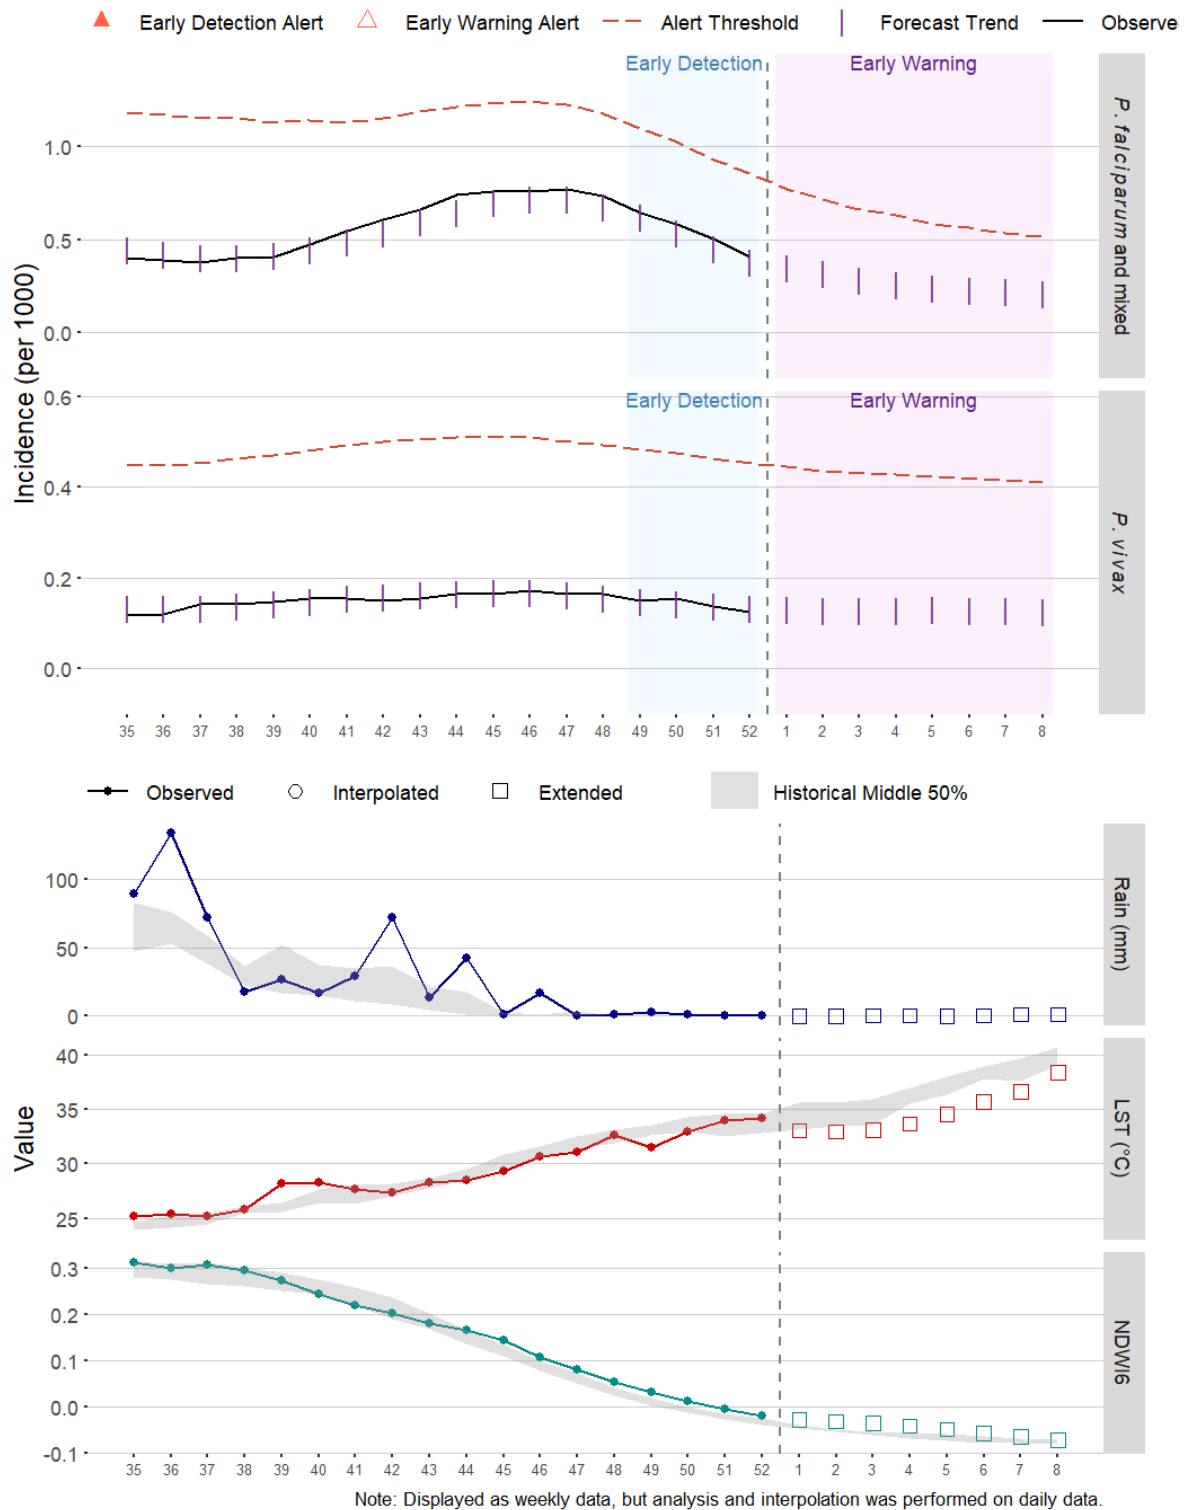 Early Detection Alert Early Warning Alert Alert Threshold Forecast Trend Observe
Early Detection Early Warning
1.0
0.5
0.0
P. falciparum and mixed
Early Detection Early Warning
0.6
0.4
0.2
0.0
P. vivax
Incidence (per 1000)
35 36 37 38 39 40 41 42 43 44 45 46 47 48 49 50 51 52 1 2 3 4 5 6 7 8
Observed Interpolated Extended Historical Middle 50%
100
50
0
Rain (mm)
40
35
30
25
LST (°C)
Value
0.3
0.2
0.1
0.0
-0.1
NDWI6
35 36 37 38 39 40 41 42 43 44 45 46 47 48 49 50 51 52 1 2 3 4 5 6 7 8
Note: Displayed as weekly data, but analysis and interpolation was performed on daily data.